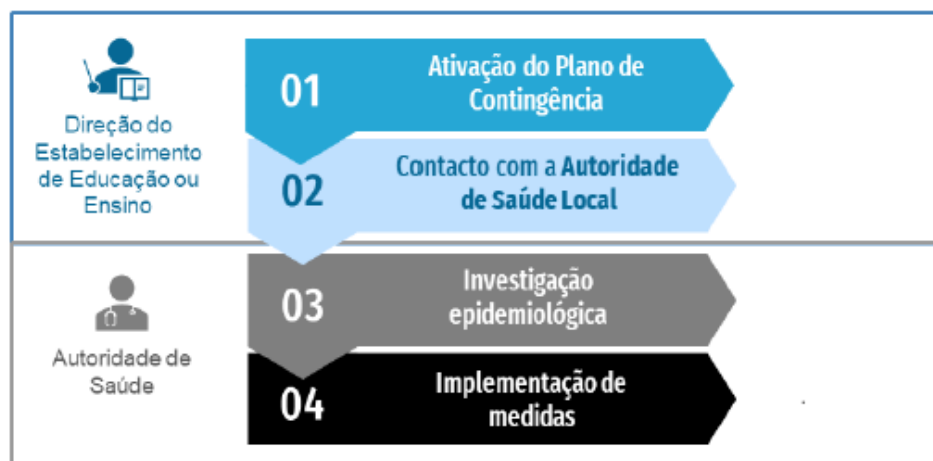 Direção do
Estabelecimento
de Educação ou
Ensino
01
Ativação do Plano de
Contingência
02
Contacto com a Autoridade
de Saúde Local
Autoridade de
Saúde
03
Investigação
epidemiológica
04
Implementação de
medidas